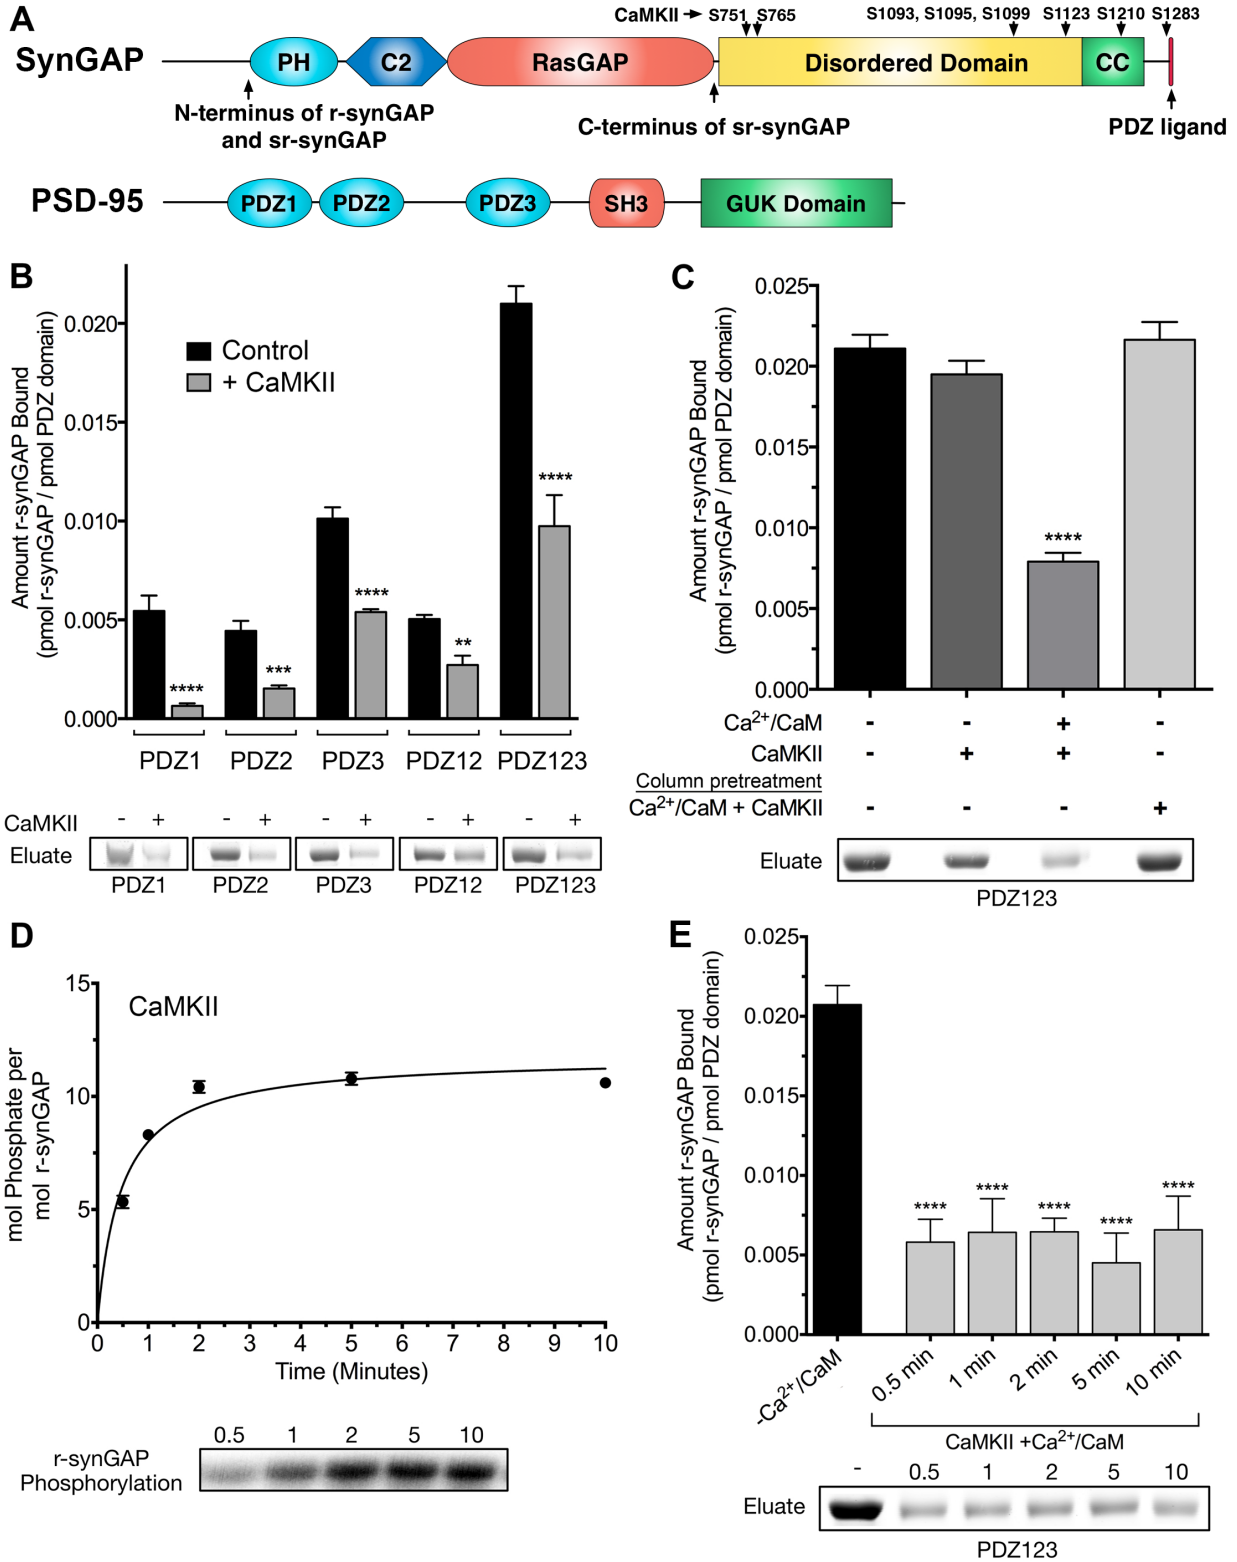 A
CaMKII → S751 S765 S1093, S1095, S1099 S1123 S1210 S1283
SynGAP PH C2 RasGAP Disordered Domain CC
N-terminus of r-synGAP
and sr-synGAP
C-terminus of sr-synGAP
PDZ ligand
PSD-95 PDZ1 PDZ2 PDZ3 SH3 GUK Domain
B
Amount r-synGAP Bound
(pmol r-synGAP / pmol PDZ domain)
0.020
0.015
0.010
0.005
0.000
Control
+ CaMKII
**** *** **** ** ****
PDZ1 PDZ2 PDZ3 PDZ12 PDZ123
CaMKII - + - + - + - + - +
Eluate
PDZ1 PDZ2 PDZ3 PDZ12 PDZ123
C
Amount r-synGAP Bound
(pmol r-synGAP / pmol PDZ domain)
0.025
0.020
0.015
0.010
0.005
0.000
****
Ca2+/CaM - - + -
CaMKII - + + -
Column pretreatment
Ca2+/CaM + CaMKII - - - +
Eluate
PDZ123
D
mol Phosphate per
mol r-synGAP
15
10
5
0
CaMKII
0 1 2 3 4 5 6 7 8 9 10
Time (Minutes)
0.5 1 2 5 10
r-synGAP
Phosphorylation
E
Amount r-synGAP Bound
(pmol r-synGAP / pmol PDZ domain)
0.025
0.020
0.015
0.010
0.005
0.000
**** **** **** **** ****
-Ca2+/CaM 0.5 min 1 min 2 min 5 min 10 min
CaMKII +Ca2+/CaM
- 0.5 1 2 5 10
Eluate
PDZ123